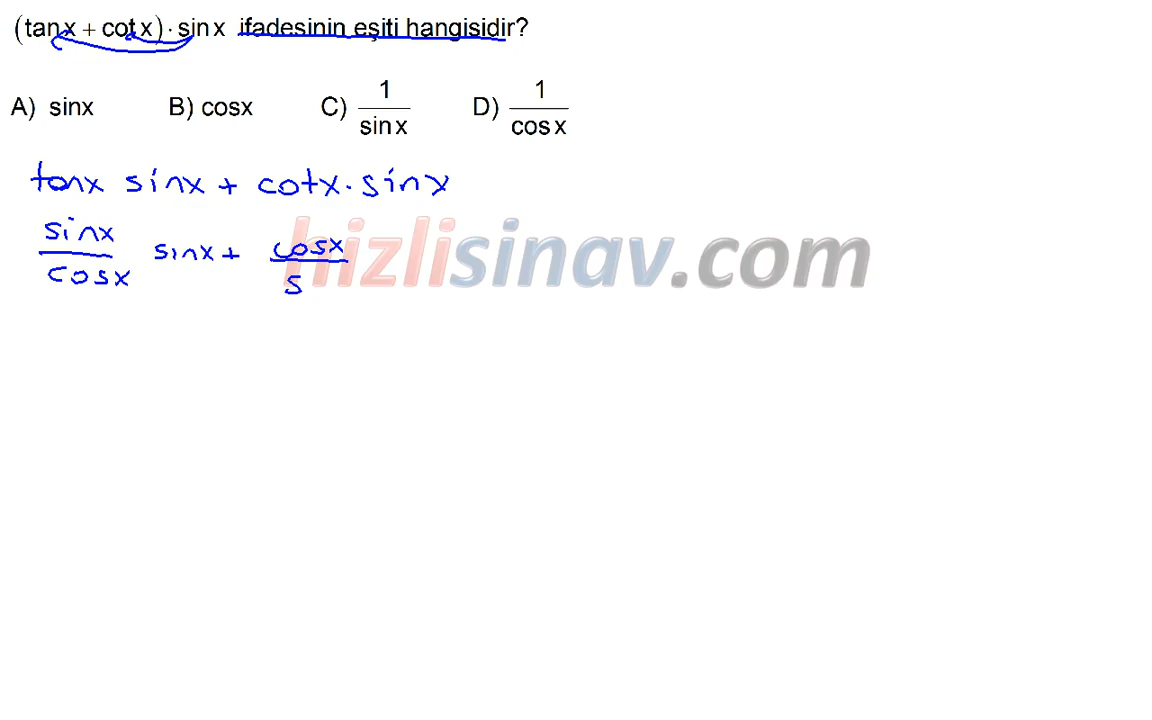 (tanx + cotx) · sinx ifadesinin eşiti hangisidir?
A) sinx B) cosx C) 1/sinx D) 1/cosx
tanx sinx + cotx · sinx
sinx/cosx sinx + cosx/s
hizlisinav.com